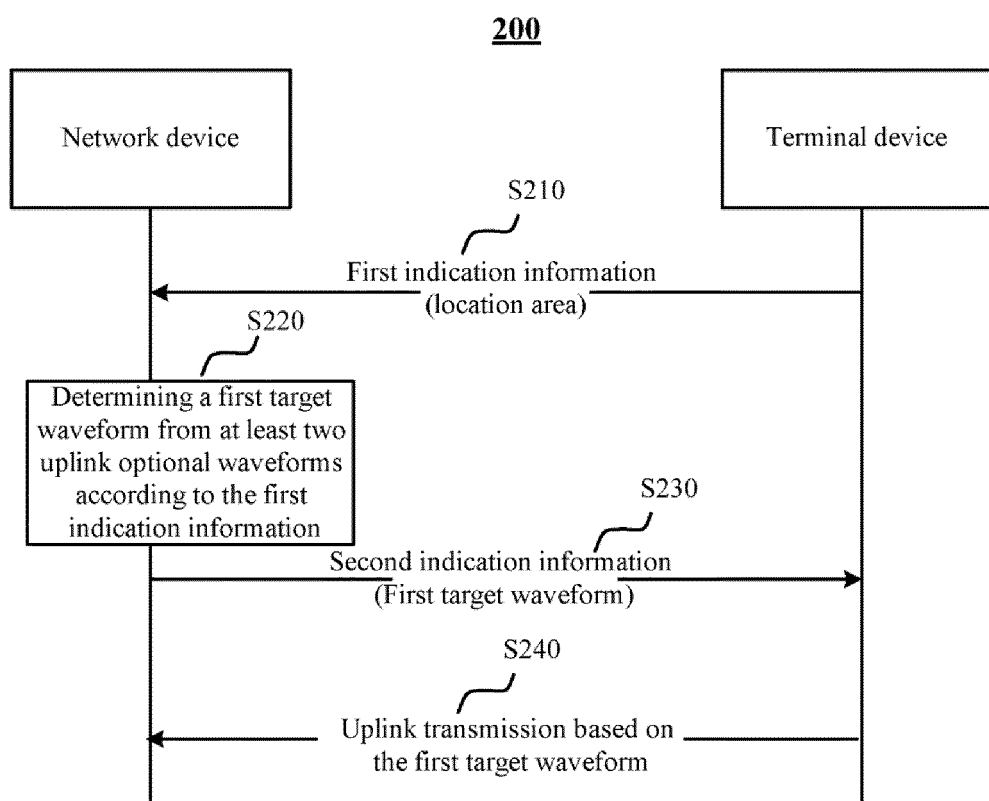 200
Network device
Terminal device
S210
First indication information
(location area)
S220
Determining a first target
waveform from at least two
uplink optional waveforms
according to the first
indication information
S230
Second indication information
(First target waveform)
S240
Uplink transmission based on
the first target waveform